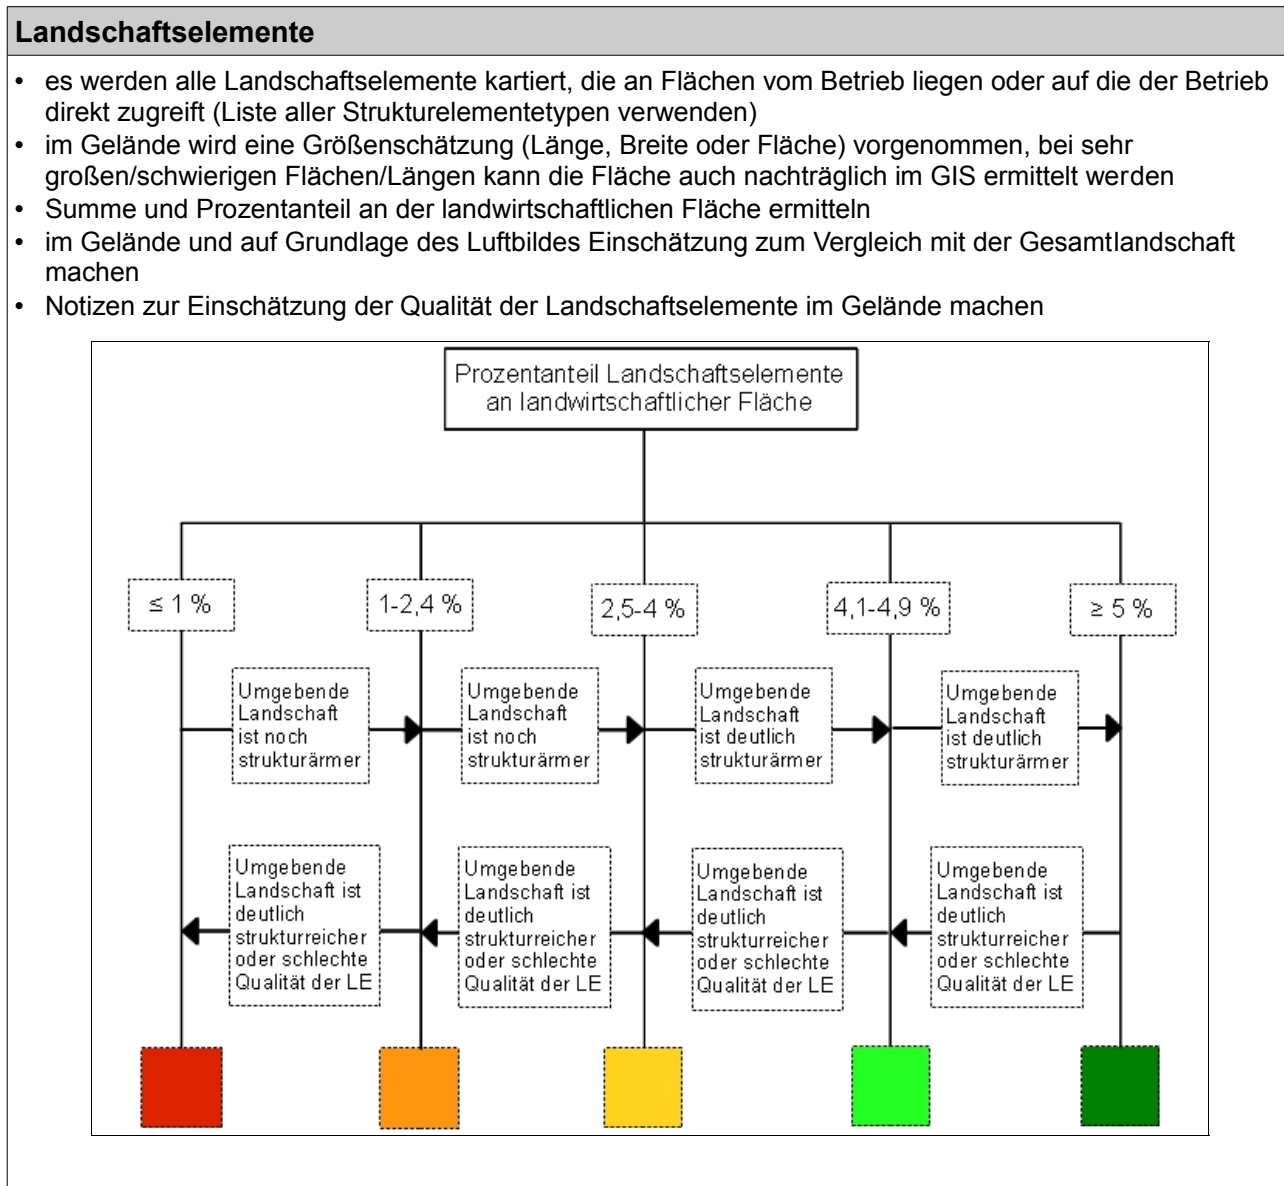 Landschaftselemente
• es werden alle Landschaftselemente kartiert, die an Flächen vom Betrieb liegen oder auf die der Betrieb
direkt zugreift (Liste aller Strukturelementetypen verwenden)
• im Gelände wird eine Größenschätzung (Länge, Breite oder Fläche) vorgenommen, bei sehr
großen/schwierigen Flächen/Längen kann die Fläche auch nachträglich im GIS ermittelt werden
• Summe und Prozentanteil an der landwirtschaftlichen Fläche ermitteln
• im Gelände und auf Grundlage des Luftbildes Einschätzung zum Vergleich mit der Gesamtlandschaft
machen
• Notizen zur Einschätzung der Qualität der Landschaftselemente im Gelände machen
Prozentanteil Landschaftselemente
an landwirtschaftlicher Fläche
≤ 1 %
1-2,4 %
2,5-4 %
4,1-4,9 %
≥ 5 %
Umgebende
Landschaft
ist noch
strukturärmer
Umgebende
Landschaft
ist noch
strukturärmer
Umgebende
Landschaft
ist deutlich
strukturärmer
Umgebende
Landschaft
ist deutlich
strukturärmer
Umgebende
Landschaft ist
deutlich
strukturreicher
oder schlechte
Qualität der LE
Umgebende
Landschaft ist
deutlich
strukturreicher
oder schlechte
Qualität der LE
Umgebende
Landschaft ist
deutlich
strukturreicher
oder schlechte
Qualität der LE
Umgebende
Landschaft ist
deutlich
strukturreicher
oder schlechte
Qualität der LE